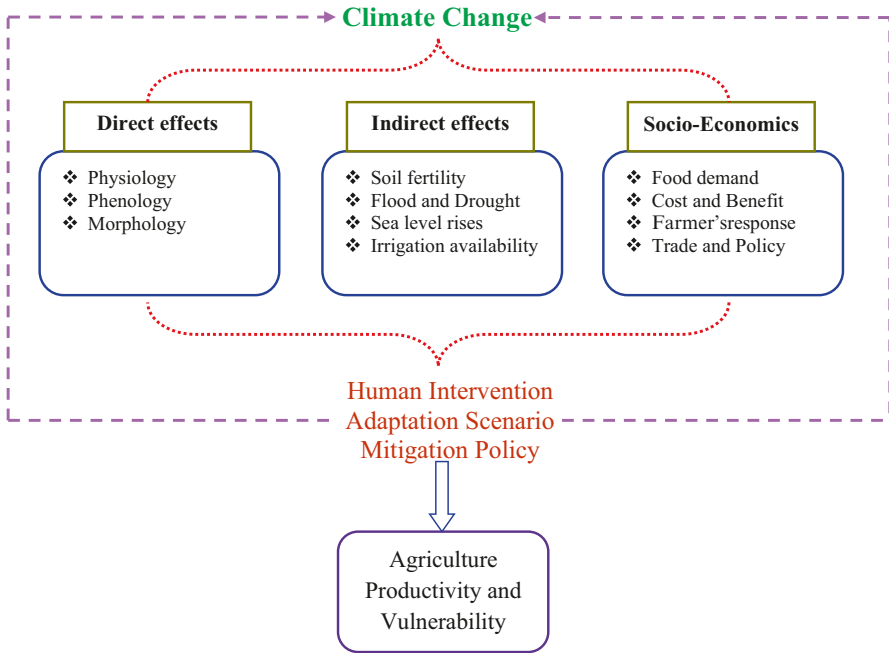 Climate Change
Direct effects
❖ Physiology
❖ Phenology
❖ Morphology
Indirect effects
❖ Soil fertility
❖ Flood and Drought
❖ Sea level rises
❖ Irrigation availability
Socio-Economics
❖ Food demand
❖ Cost and Benefit
❖ Farmer'sresponse
❖ Trade and Policy
Human Intervention
Adaptation Scenario
Mitigation Policy
Agriculture
Productivity and
Vulnerability